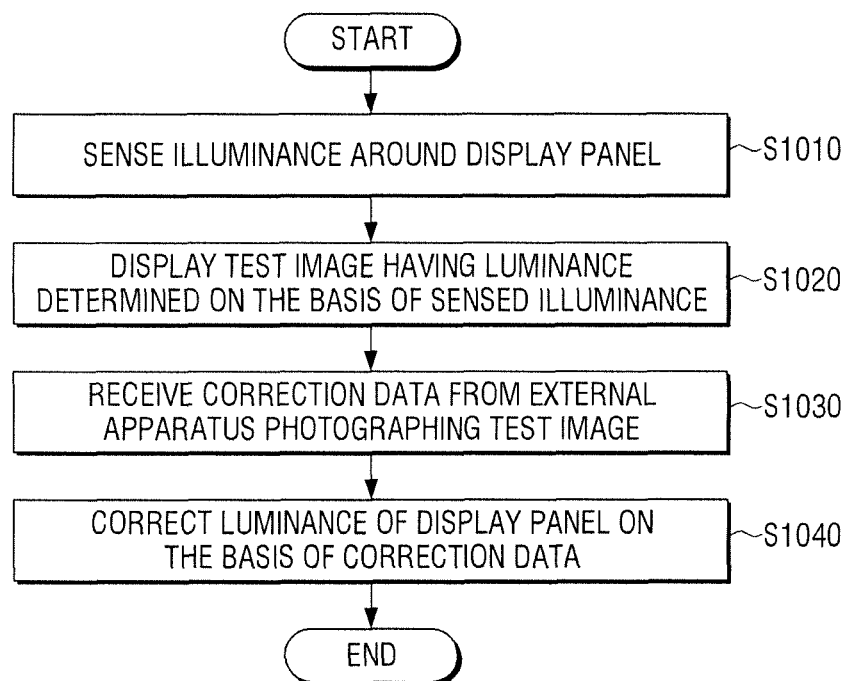 START
SENSE ILLUMINANCE AROUND DISPLAY PANEL
S1010
DISPLAY TEST IMAGE HAVING LUMINANCE
DETERMINED ON THE BASIS OF SENSED ILLUMINANCE
S1020
RECEIVE CORRECTION DATA FROM EXTERNAL
APPARATUS PHOTOGRAPHING TEST IMAGE
S1030
CORRECT LUMINANCE OF DISPLAY PANEL ON
THE BASIS OF CORRECTION DATA
S1040
END